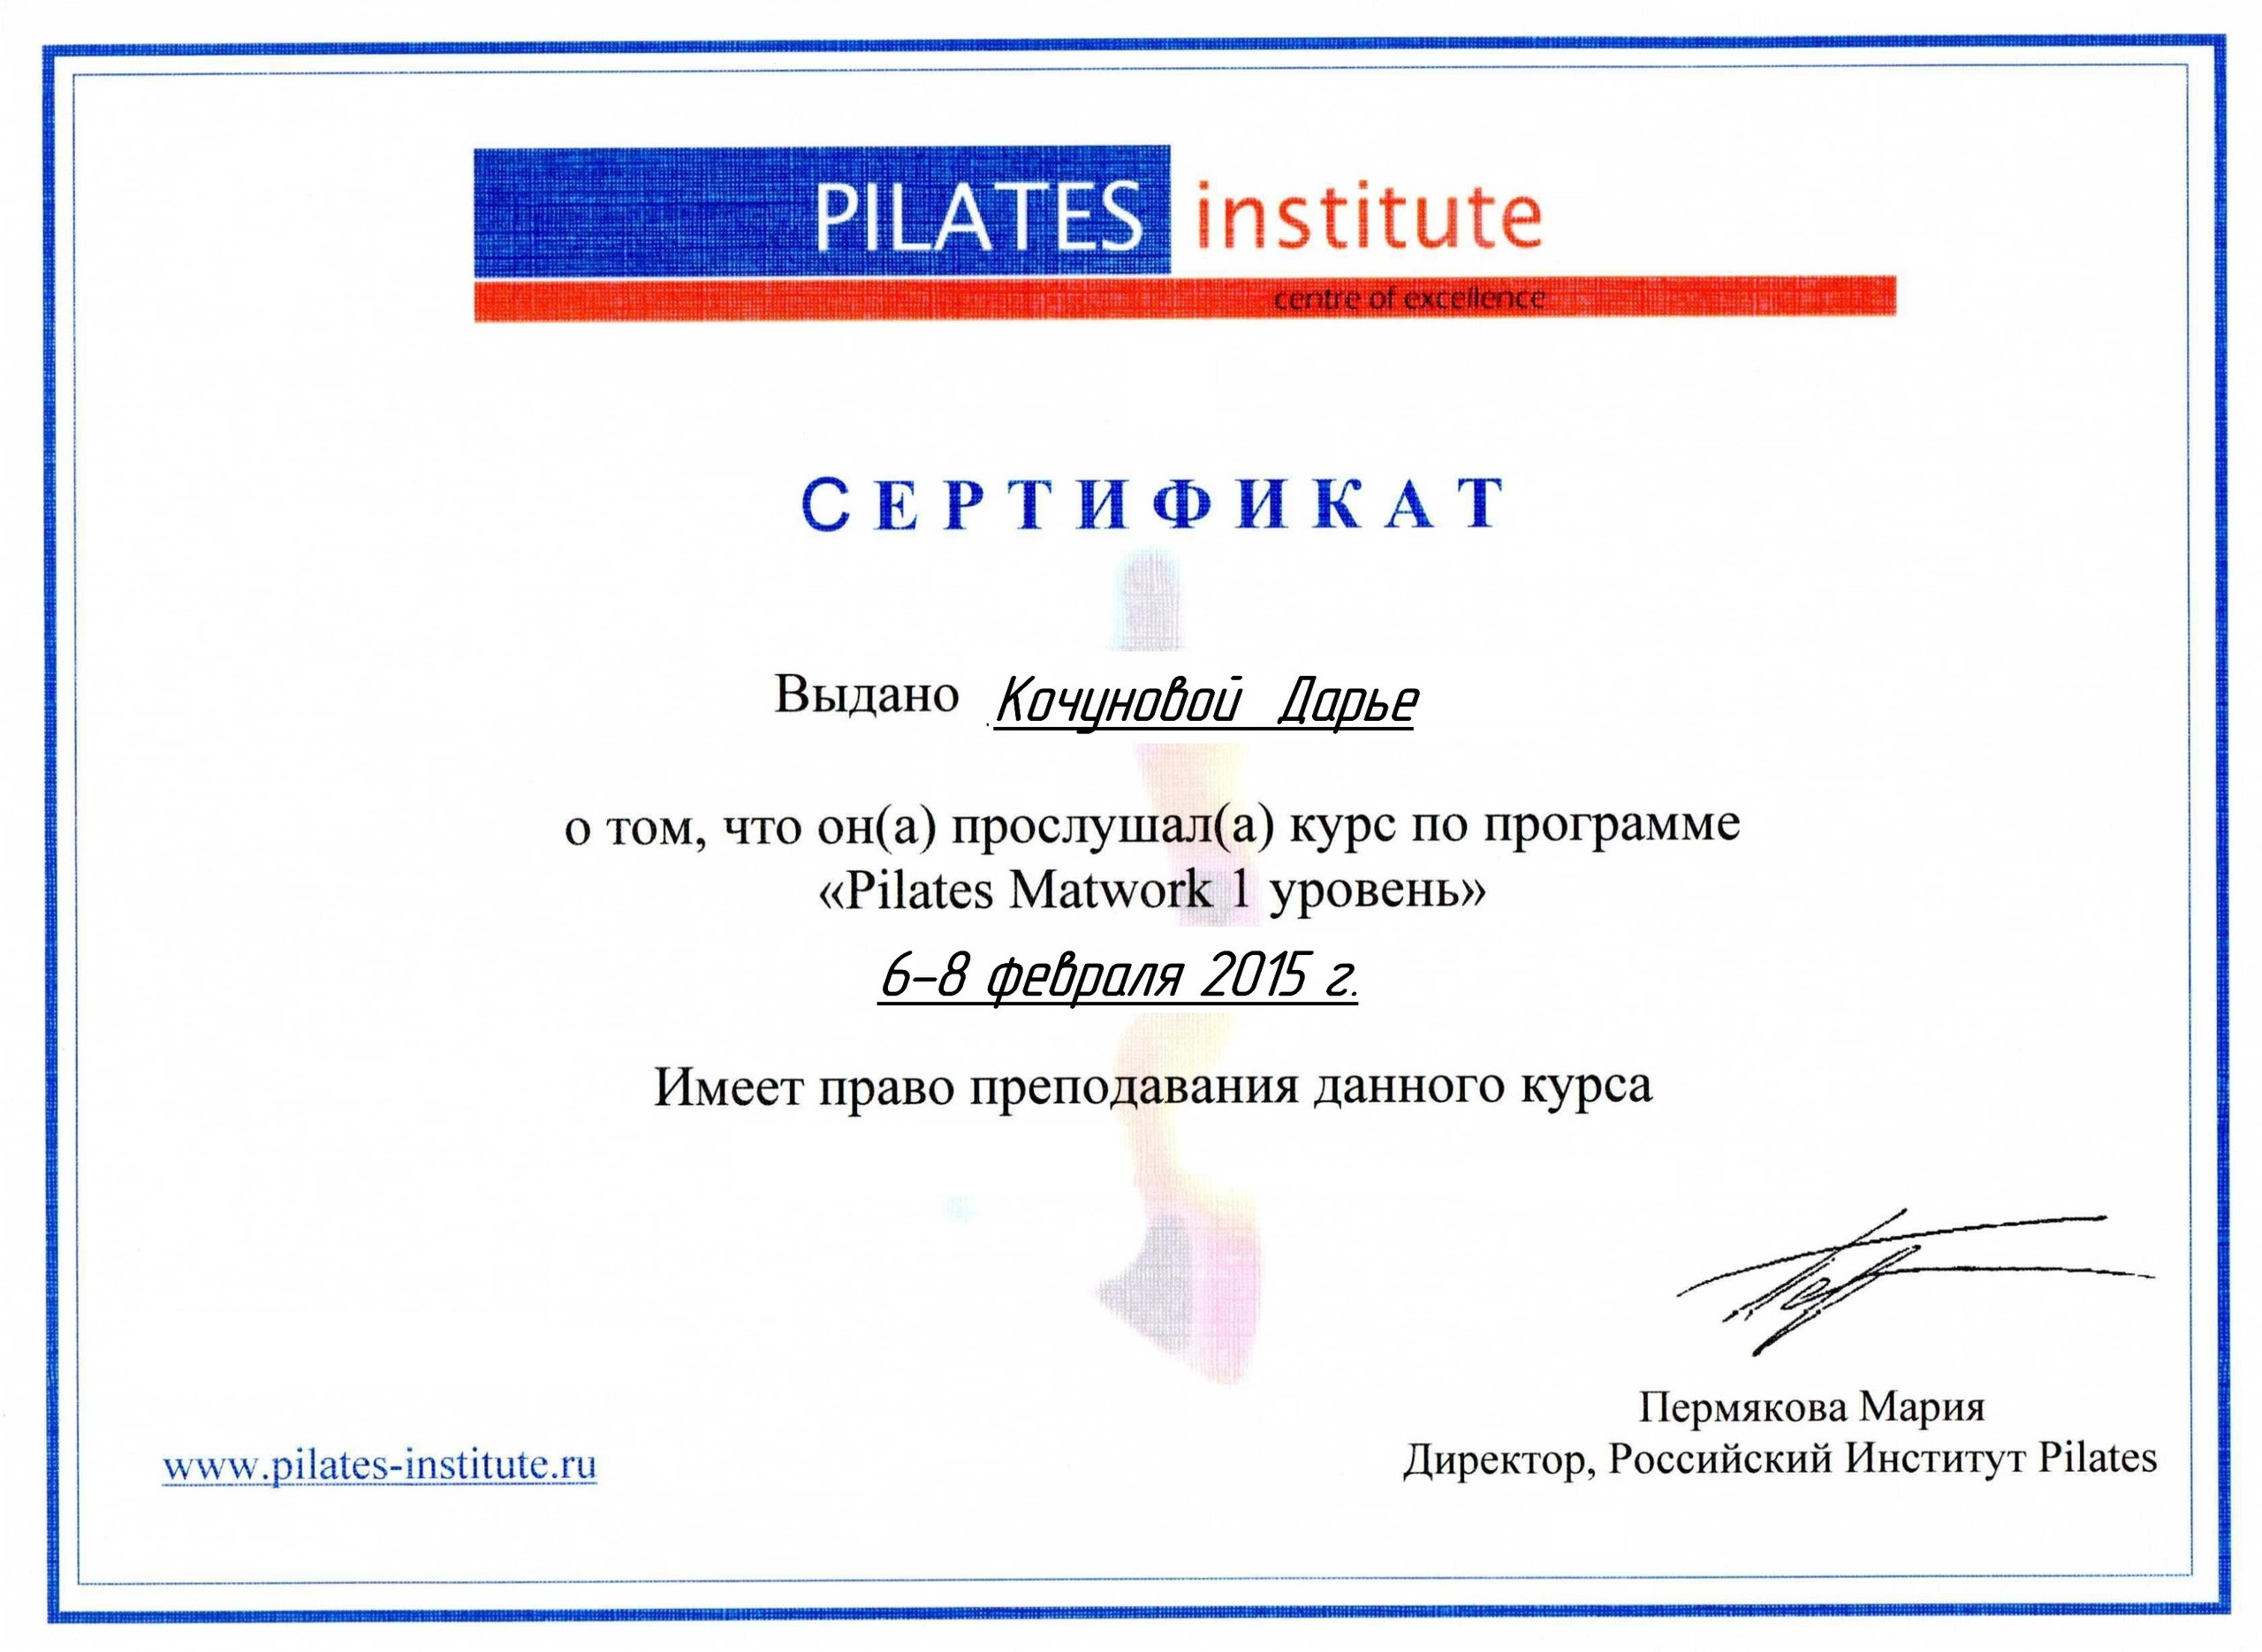 PILATES institute
centre of excellence
СЕРТИФИКАТ
Выдано Кочуновой Дарье
о том, что он(а) прослушал(а) курс по программе
«Pilates Matwork 1 уровень»
6-8 февраля 2015 г.
Имеет право преподавания данного курса
Пермякова Мария
www.pilates-institute.ru Директор, Российский Институт Pilates